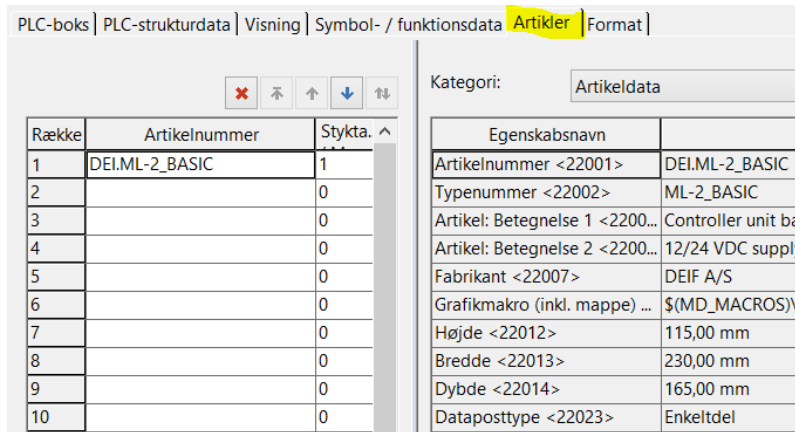 PLC-boks PLC-strukturdata Visning Symbol- / funktionsdata Artikler Format
Kategori: Artikeldata
Række Artikelnummer Stykta.
1 DEI.ML-2_BASIC 1
2 0
3 0
4 0
5 0
6 0
7 0
8 0
9 0
10 0
Egenskabsnavn
Artikelnummer <22001> DEI.ML-2_BASIC
Typenummer <22002> ML-2_BASIC
Artikel: Betegnelse 1 <2200... Controller unit ba
Artikel: Betegnelse 2 <2200... 12/24 VDC supply
Fabrikant <22007> DEIF A/S
Grafikmakro (inkl. mappe) ... $(MD_MACROS)\
Højde <22012> 115,00 mm
Bredde <22013> 230,00 mm
Dybde <22014> 165,00 mm
Dataposttype <22023> Enkeltdel